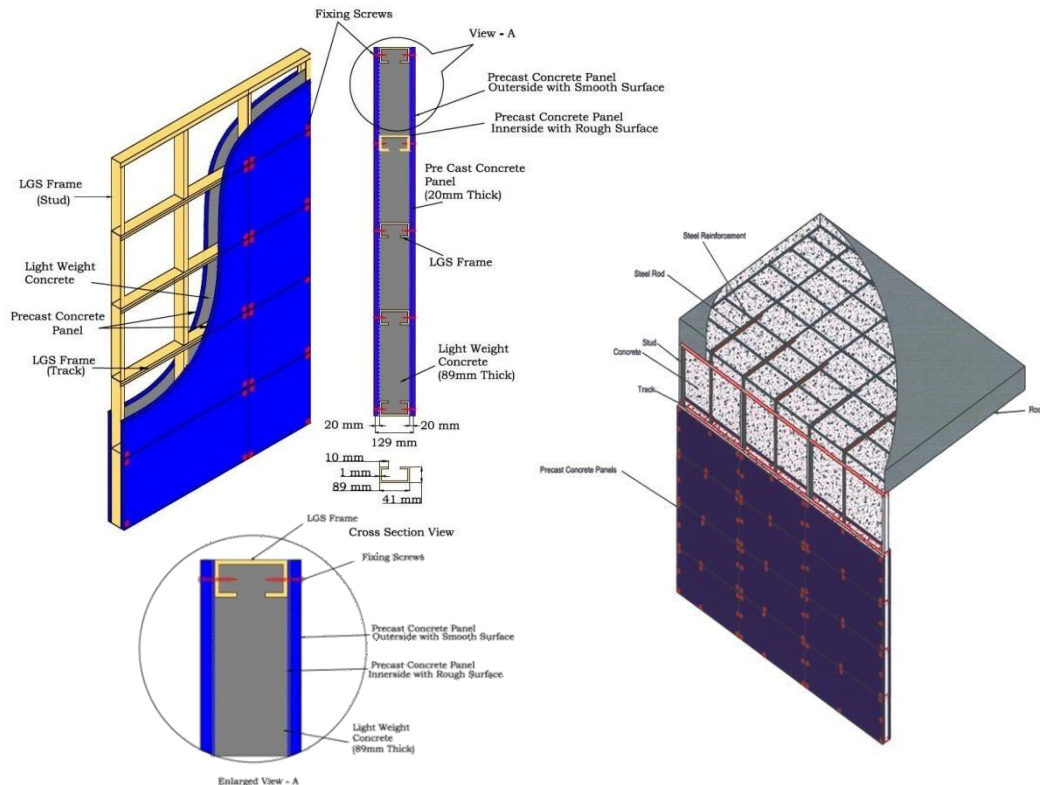 Fixing Screws
View - A
Precast Concrete Panel
Outerside with Smooth Surface
Precast Concrete Panel
Innerside with Rough Surface
LGS Frame
(Stud)
Pre Cast Concrete
Panel
(20mm Thick)
Light Weight
Concrete
LGS Frame
Precast Concrete
Panel
LGS Frame
(Track)
Light Weight
Concrete
(89mm Thick)
20 mm
20 mm
129 mm
10 mm
1 mm
89 mm
41 mm
Cross Section View
LGS Frame
Fixing Screws
Precast Concrete Panel
Outerside with Smooth Surface
Precast Concrete Panel
Innerside with Rough Surface
Light Weight
Concrete
(89mm Thick)
Enlarged View - A
Steel Reinforcement
Steel Rod
Stud
Concrete
Track
Precast Concrete Panels